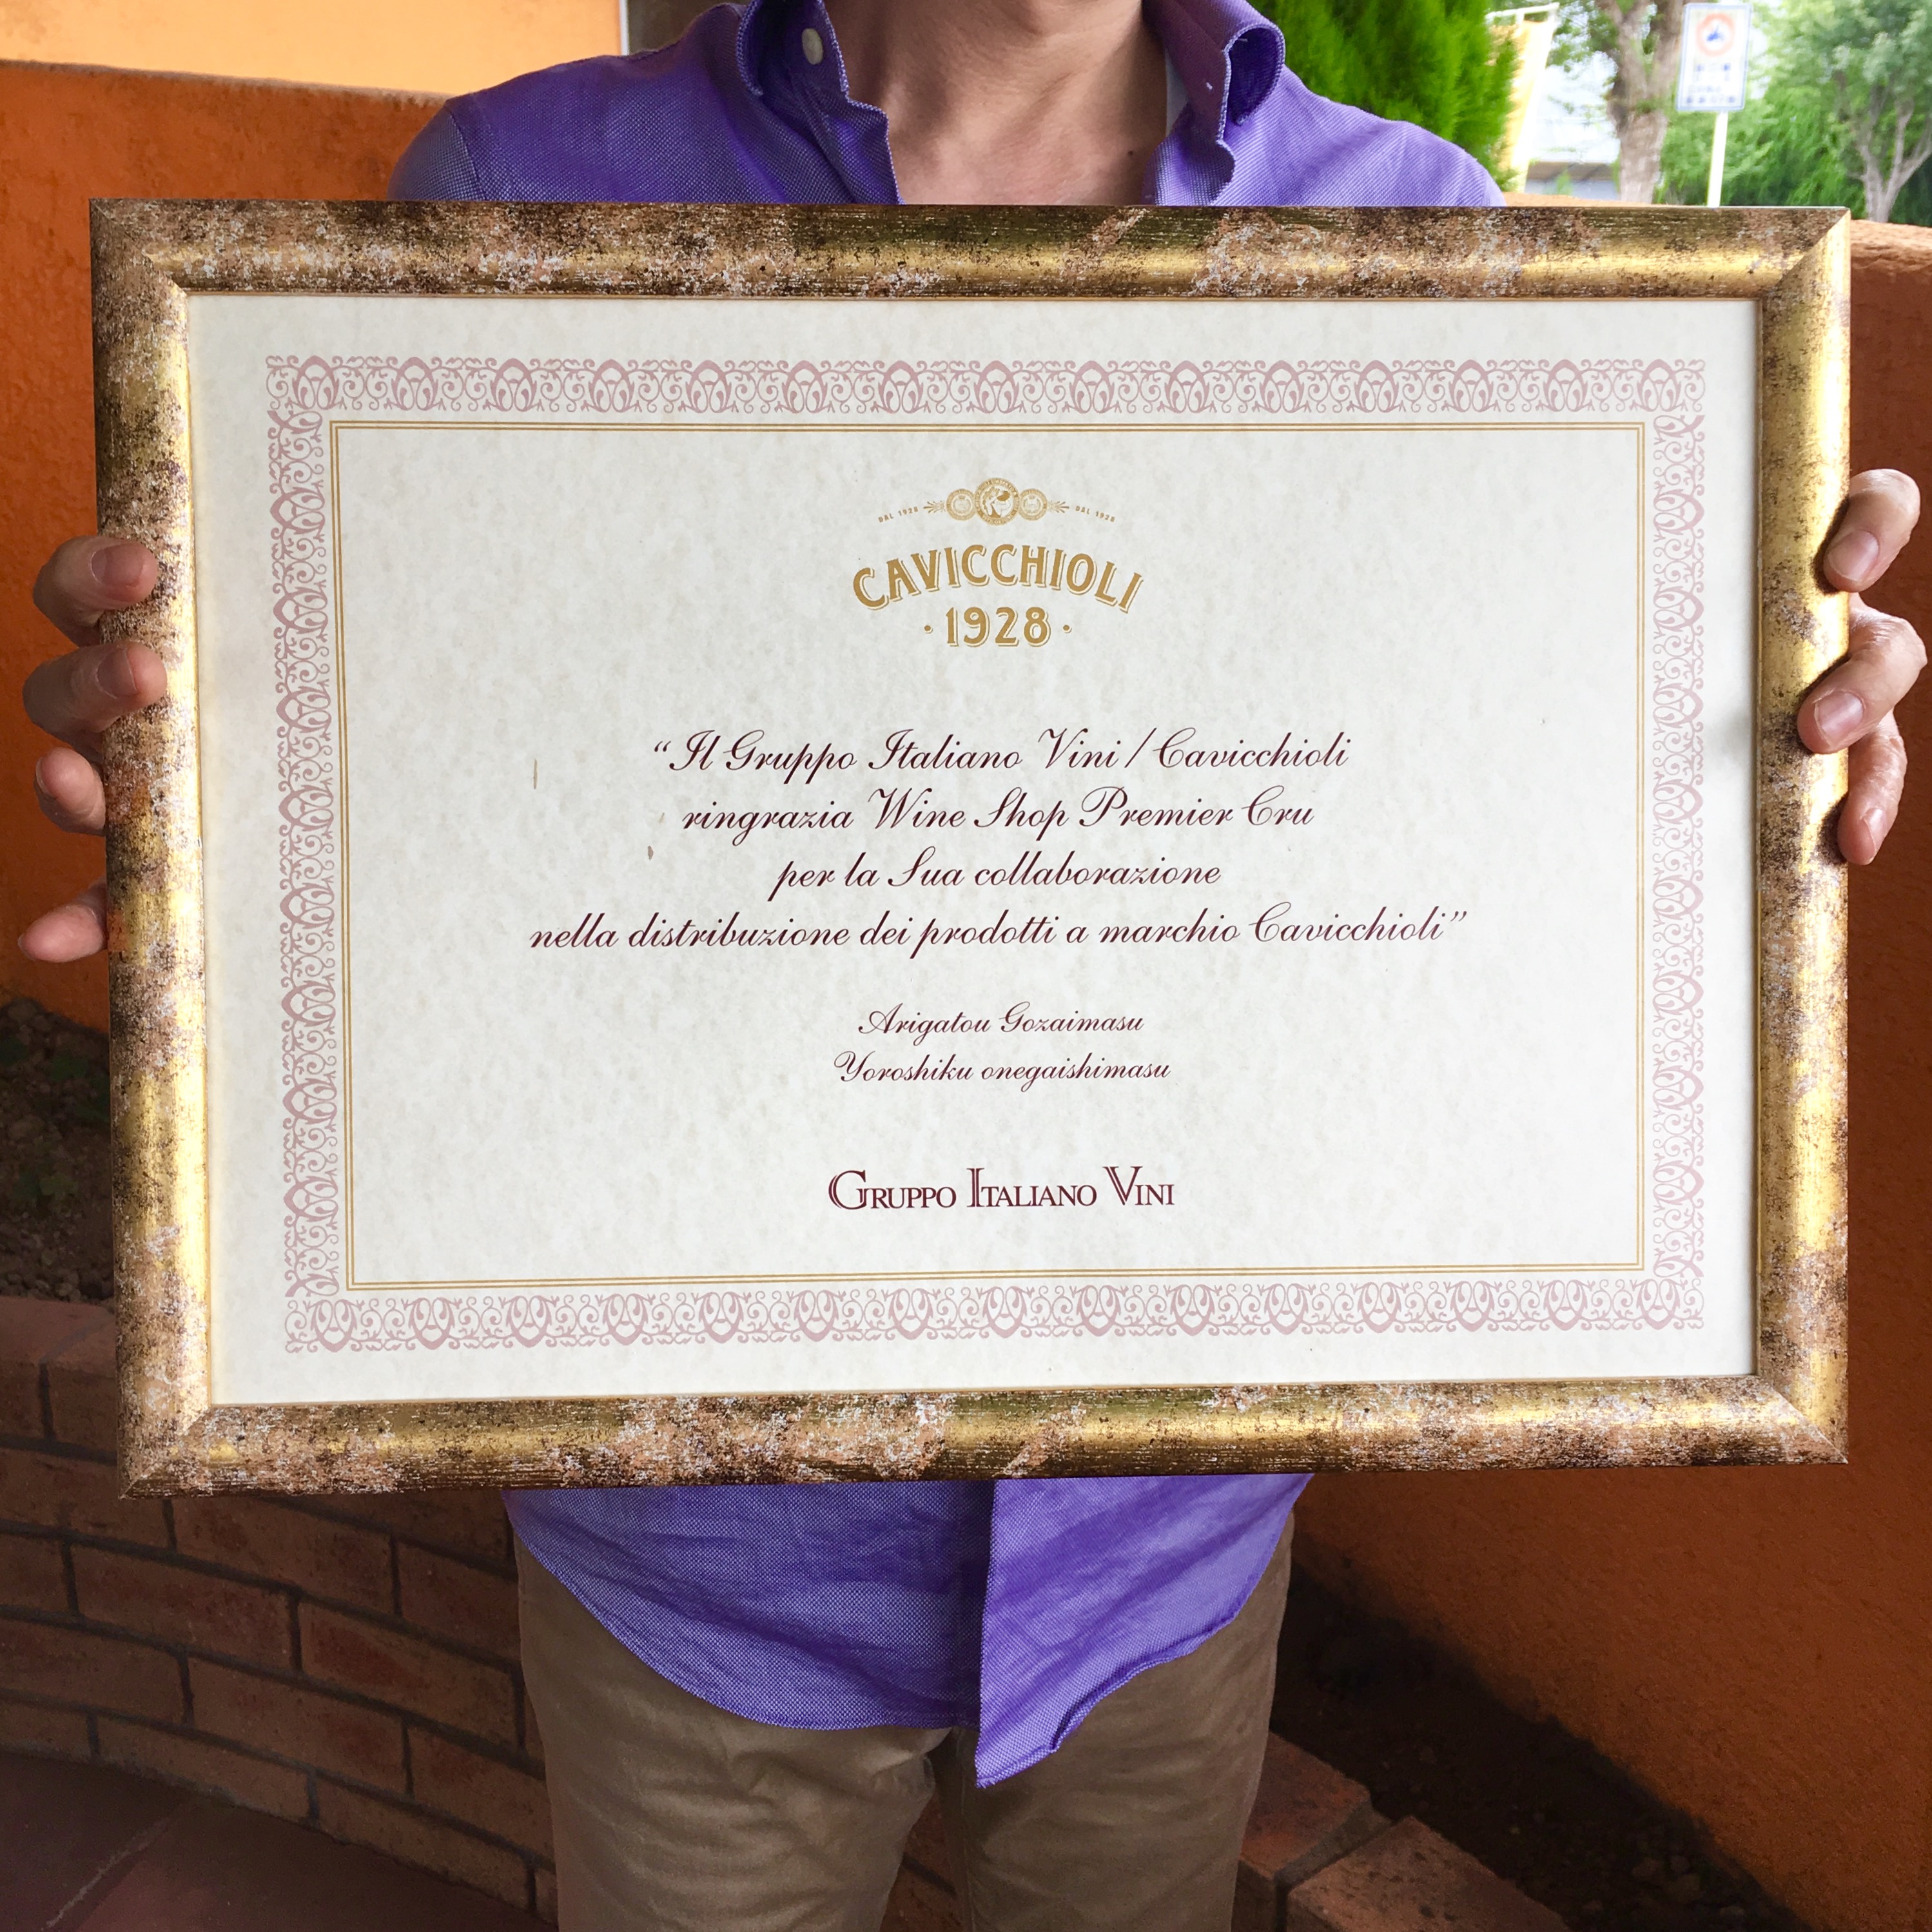 DAL 1928 DAL 1928
CAVICCHIOLI
· 1928 ·
“Il Gruppo Italiano Vini / Cavicchioli
ringrazia Wine Shop Premier Cru
per la Sua collaborazione
nella distribuzione dei prodotti a marchio Cavicchioli”
Arigatou Gozaimasu
Yoroshiku onegaishimasu
GRUPPO ITALIANO VINI